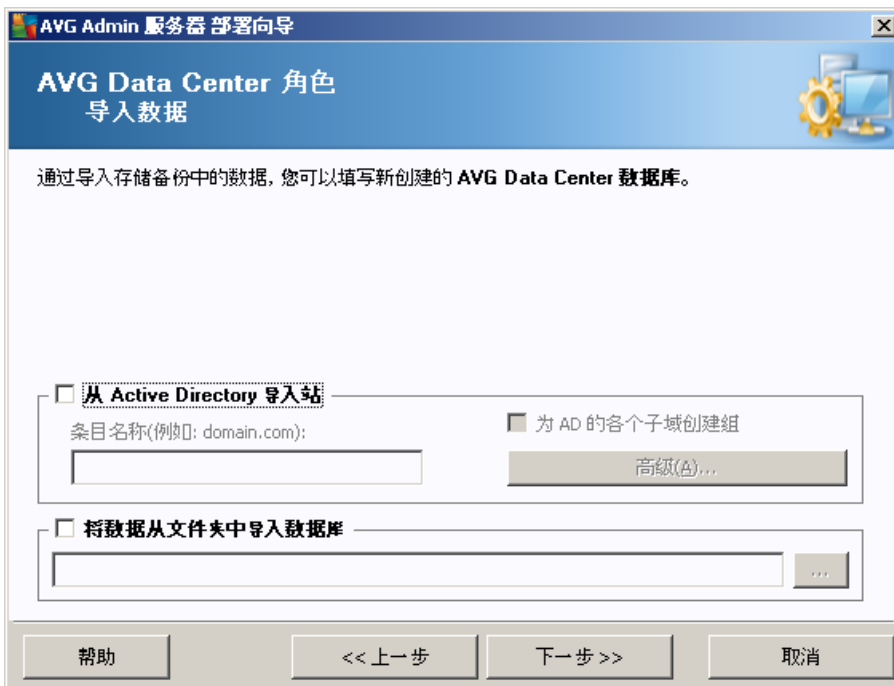 AVG Admin 服务器 部署向导
AVG Data Center 角色
导入数据
通过导入存储备份中的数据, 您可以填写新创建的 AVG Data Center 数据库。
从 Active Directory 导入站
条目名称(例如: domain.com):
为 AD 的各个子域创建组
高级(A)...
将数据从文件夹中导入数据库
...
帮助
<< 上一步
下一步 >>
取消